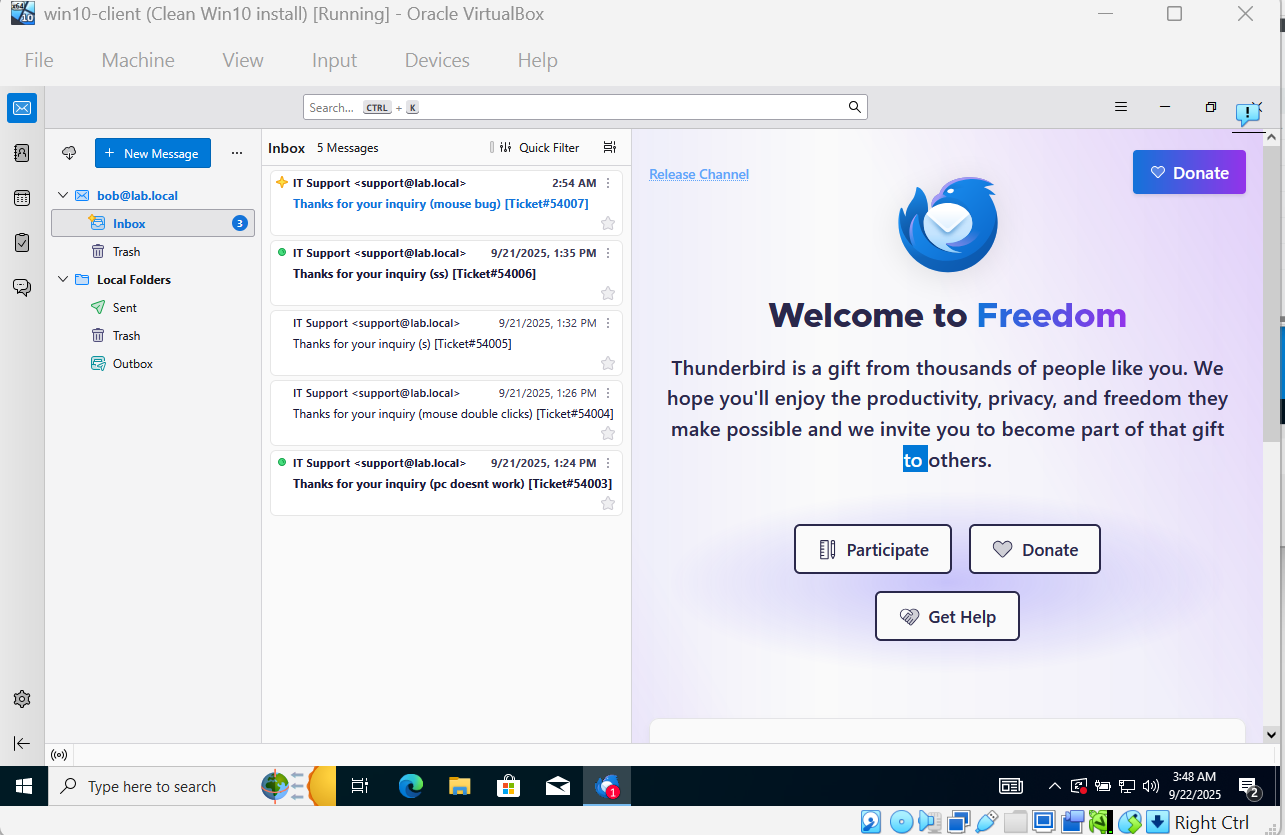 win10-client (Clean Win10 install) [Running] - Oracle VirtualBox
File Machine View Input Devices Help
Search... CTRL + K
New Message
Inbox 5 Messages Quick Filter
bob@lab.local
Inbox 3
Trash
Local Folders
Sent
Trash
Outbox
IT Support <support@lab.local> 2:54 AM
Thanks for your inquiry (mouse bug) [Ticket#54007]
IT Support <support@lab.local> 9/21/2025, 1:35 PM
Thanks for your inquiry (ss) [Ticket#54006]
IT Support <support@lab.local> 9/21/2025, 1:32 PM
Thanks for your inquiry (s) [Ticket#54005]
IT Support <support@lab.local> 9/21/2025, 1:26 PM
Thanks for your inquiry (mouse double clicks) [Ticket#54004]
IT Support <support@lab.local> 9/21/2025, 1:24 PM
Thanks for your inquiry (pc doesnt work) [Ticket#54003]
Release Channel
Donate
Welcome to Freedom
Thunderbird is a gift from thousands of people like you. We
hope you'll enjoy the productivity, privacy, and freedom they
make possible and we invite you to become part of that gift
to others.
Participate
Donate
Get Help
Type here to search
1
3:48 AM
9/22/2025
2
Right Ctrl